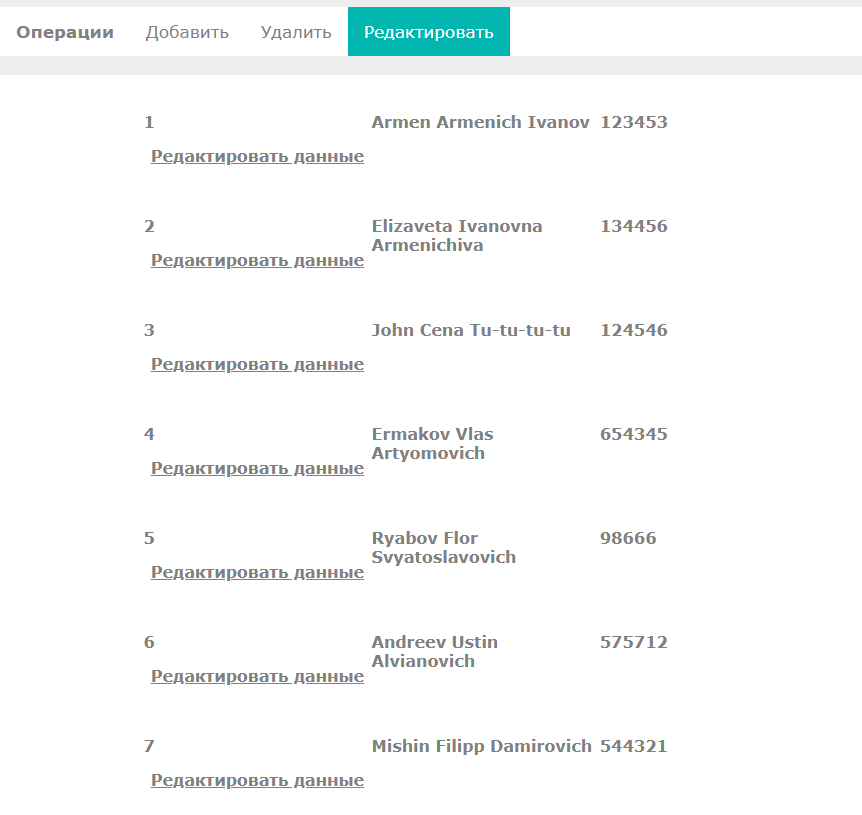 Операции Добавить Удалить Редактировать
1 Armen Armenich Ivanov 123453
Редактировать данные
2 Elizaveta Ivanovna 134456
Armenichiva
Редактировать данные
3 John Cena Tu-tu-tu-tu 124546
Редактировать данные
4 Ermakov Vlas 654345
Artyomovich
Редактировать данные
5 Ryabov Flor 98666
Svyatoslavovich
Редактировать данные
6 Andreev Ustin 575712
Alvianovich
Редактировать данные
7 Mishin Filipp Damirovich 544321
Редактировать данные